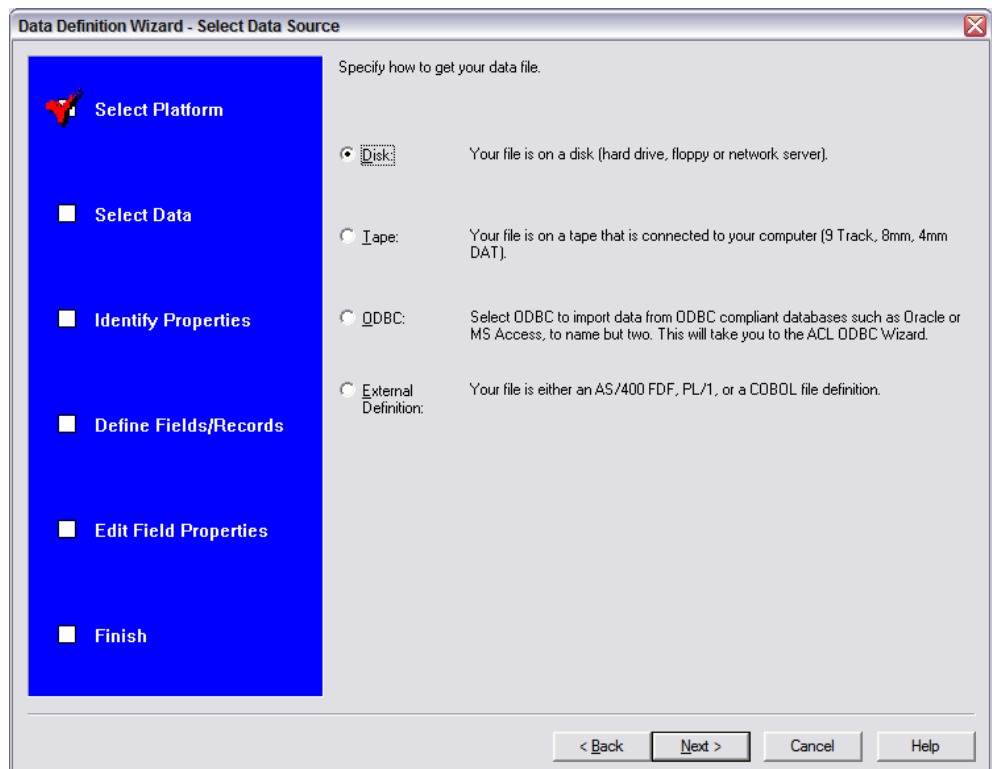 Data Definition Wizard - Select Data Source
Select Platform
Select Data
Identify Properties
Define Fields/Records
Edit Field Properties
Finish
Specify how to get your data file.
Disk: Your file is on a disk (hard drive, floppy or network server).
Tape: Your file is on a tape that is connected to your computer (9 Track, 8mm, 4mm
DAT).
ODBC: Select ODBC to import data from ODBC compliant databases such as Oracle or
MS Access, to name but two. This will take you to the ACL ODBC Wizard.
External Your file is either an AS/400 FDF, PL/1, or a COBOL file definition.
Definition:
< Back Next > Cancel Help